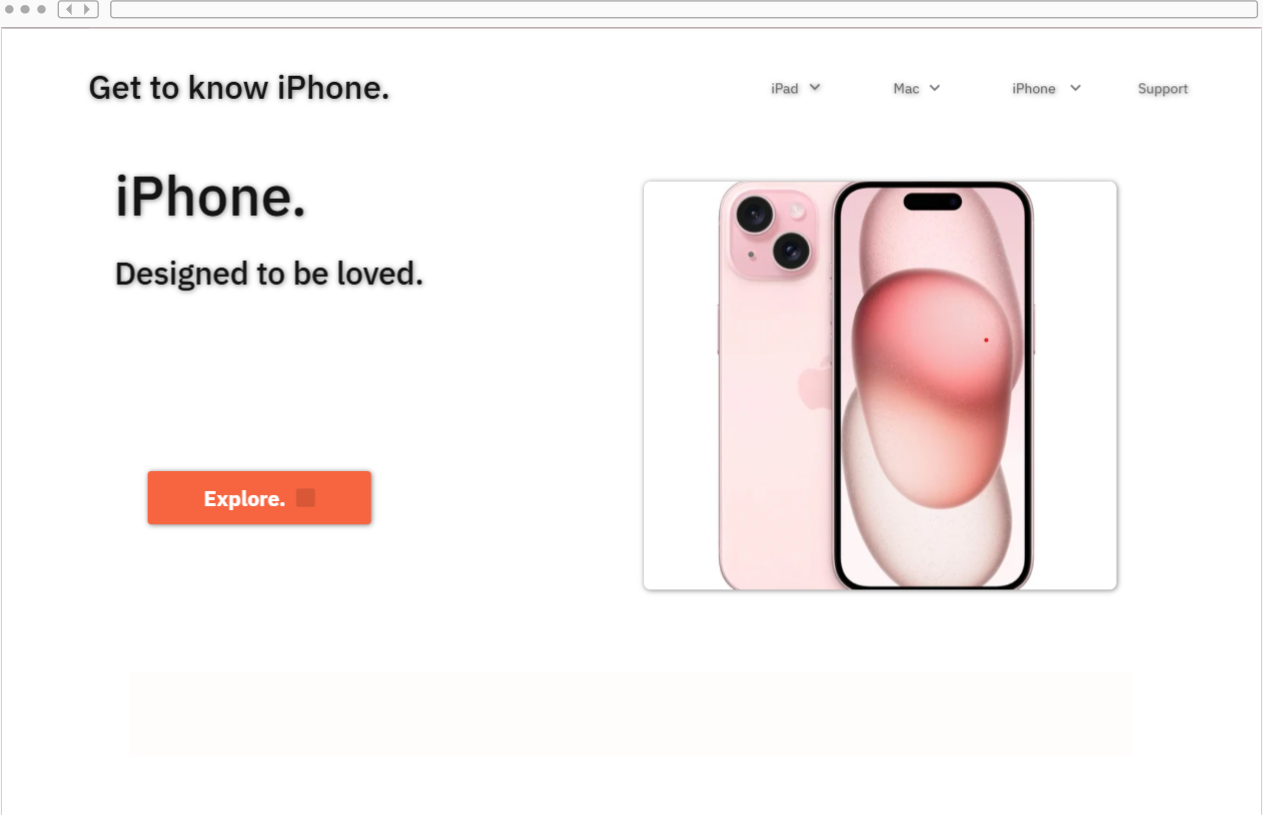 Get to know iPhone.
iPad
Mac
iPhone
Support
iPhone.
Designed to be loved.
Explore.